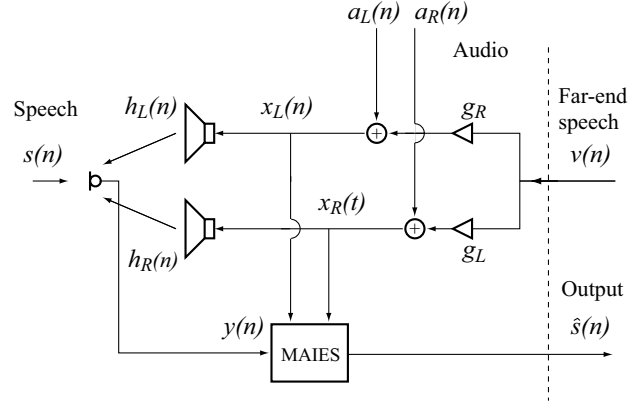 a_L(n) a_R(n)
Audio
Speech
s(n)
h_L(n)
x_L(n)
+
g_R
Far-end
speech
v(n)
h_R(n)
x_R(t)
+
g_L
y(n)
MAIES
Output
ŝ(n)